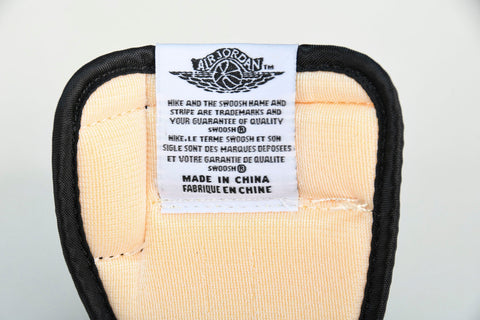 AIR JORDAN TM
NIKE AND THE SWOOSH NAME AND
STRIPE ARE TRADEMARKS AND
YOUR GUARANTEE OF QUALITY
SWOOSH ®
NIKE, LE TERME SWOOSH ET SON
SIGLE SONT DES MARQUES DEPOSEES
ET VOTRE GARANTIE DE QUALITE
SWOOSH ®
MADE IN CHINA
FABRIQUE EN CHINE